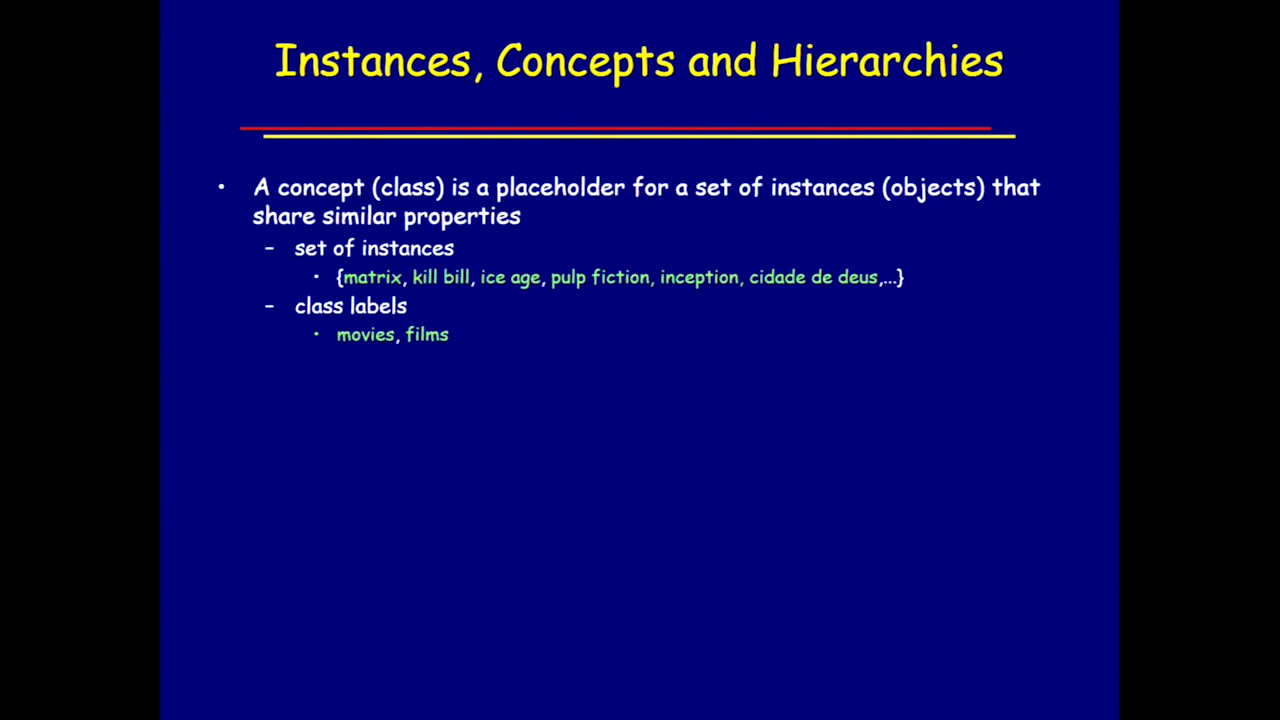 Instances, Concepts and Hierarchies
• A concept (class) is a placeholder for a set of instances (objects) that
share similar properties
– set of instances
• {matrix, kill bill, ice age, pulp fiction, inception, cidade de deus,...}
– class labels
• movies, films